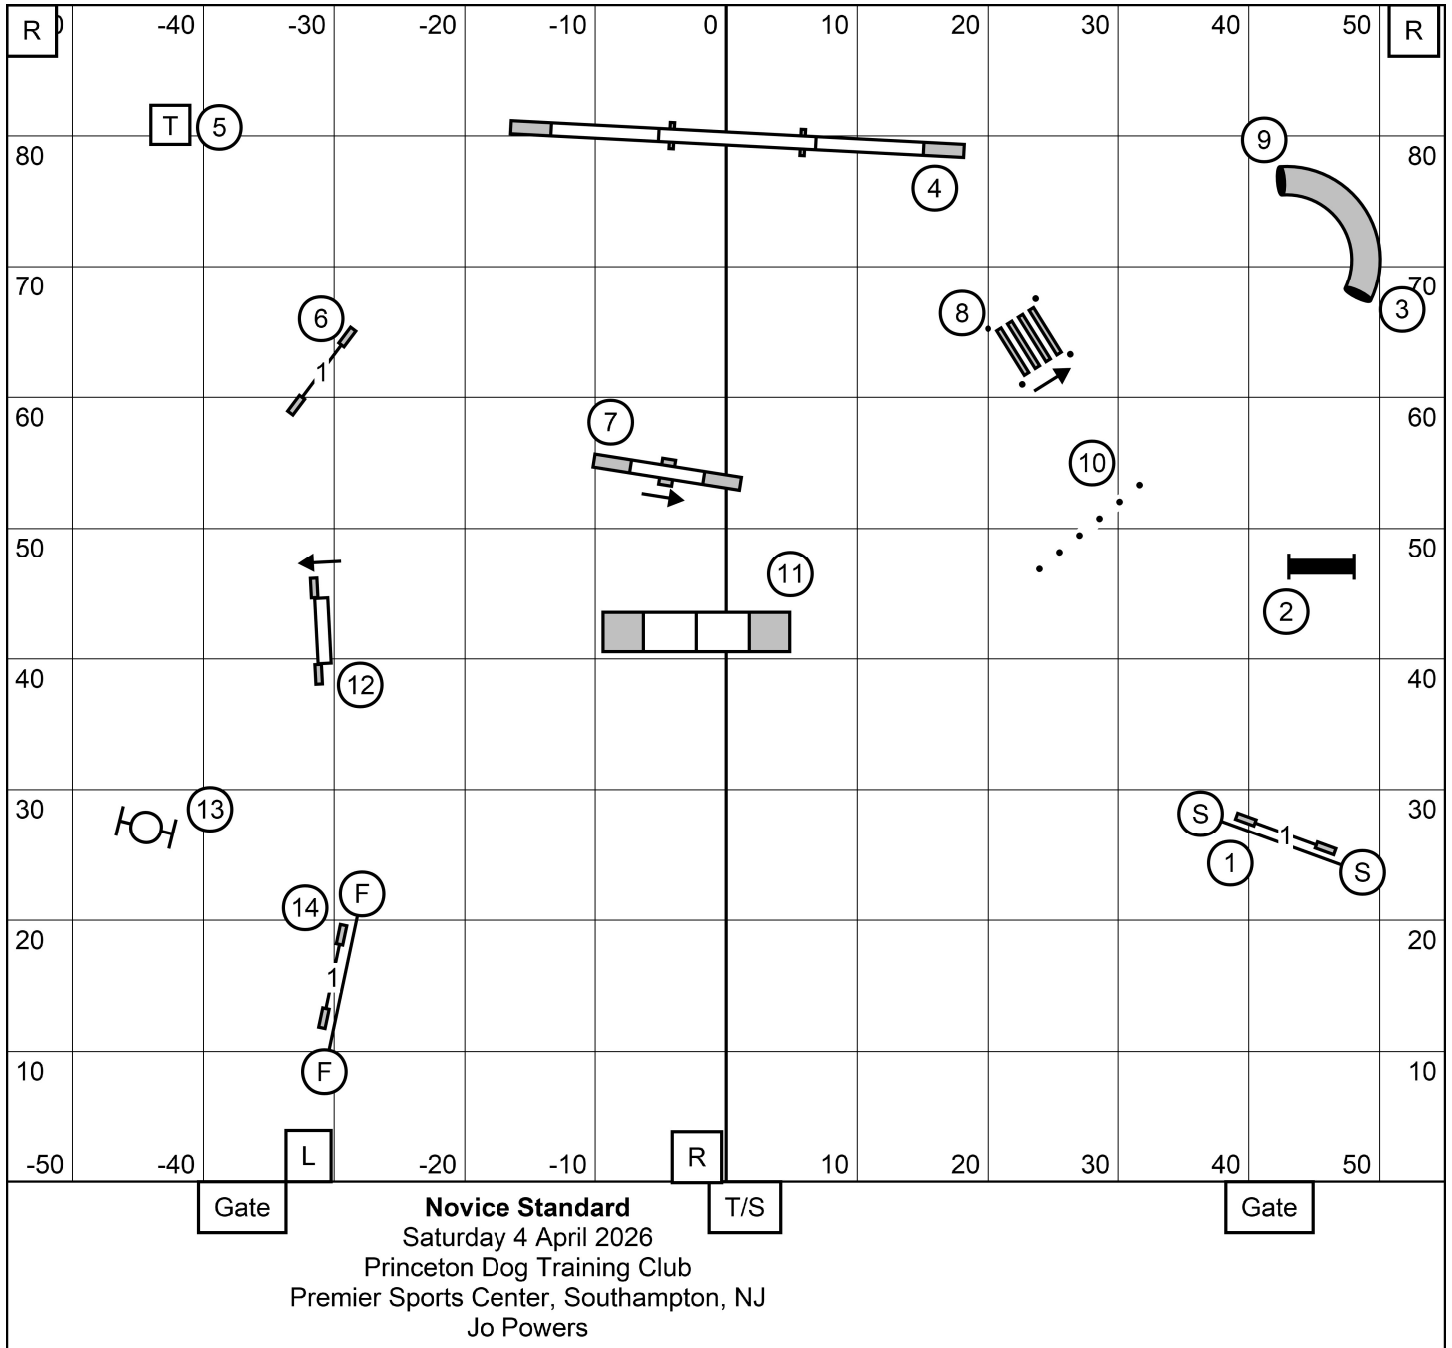 R 0 -40 -30 -20 -10 0 10 20 30 40 50 R
T 5 9
80 4 80
70 70
6 8 3
1
60 60
7
10
50 50
11
2
40 12 40
30 13 30
S 1
1 S
14 F
20 20
1
10 F 10
L R
-50 -40 -20 -10 10 20 30 40 50
Gate T/S Gate
Novice Standard
Saturday 4 April 2026
Princeton Dog Training Club
Premier Sports Center, Southampton, NJ
Jo Powers